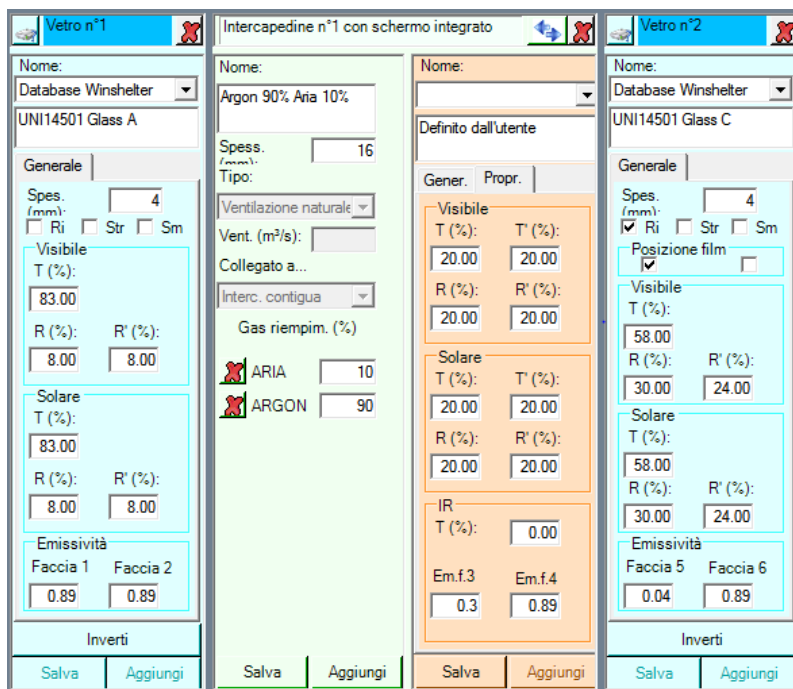 Vetro n°1
Nome:
Database Winshelter
UNI14501 Glass A
Generale
Spes.
(mm): 4
Ri Str Sm
Visibile
T (%):
83.00
R (%): R' (%):
8.00 8.00
Solare
T (%):
83.00
R (%): R' (%):
8.00 8.00
Emissività
Faccia 1 Faccia 2
0.89 0.89
Inverti
Salva Aggiungi
Intercapedine n°1 con schermo integrato
Nome:
Argon 90% Aria 10%
Spess. 16
(mm):
Tipo:
Ventilazione naturale
Vent. (m³/s):
Collegato a...
Interc. contigua
Gas riempim. (%)
ARIA 10
ARGON 90
Salva Aggiungi
Nome:
Definito dall'utente
Gener. Propr.
Visibile
T (%): T' (%):
20.00 20.00
R (%): R' (%):
20.00 20.00
Solare
T (%): T' (%):
20.00 20.00
R (%): R' (%):
20.00 20.00
IR
T (%): 0.00
Em.f.3 Em.f.4
0.3 0.89
Salva Aggiungi
Vetro n°2
Nome:
Database Winshelter
UNI14501 Glass C
Generale
Spes.
(mm): 4
Ri Str Sm
Posizione film
Visibile
T (%):
58.00
R (%): R' (%):
30.00 24.00
Solare
T (%):
58.00
R (%): R' (%):
30.00 24.00
Emissività
Faccia 5 Faccia 6
0.04 0.89
Inverti
Salva Aggiungi